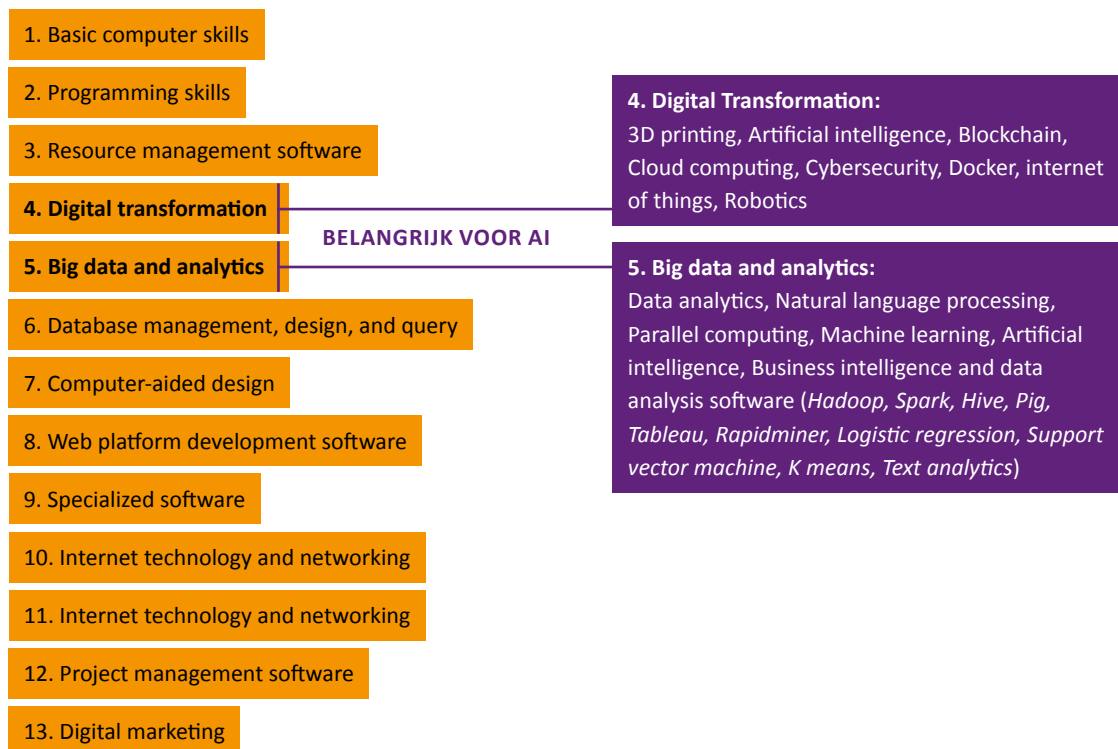 1. Basic computer skills
2. Programming skills
3. Resource management software
4. Digital transformation
5. Big data and analytics
6. Database management, design, and query
7. Computer-aided design
8. Web platform development software
9. Specialized software
10. Internet technology and networking
11. Internet technology and networking
12. Project management software
13. Digital marketing
BELANGRIJK VOOR AI
4. Digital Transformation:
3D printing, Artificial intelligence, Blockchain,
Cloud computing, Cybersecurity, Docker, internet
of things, Robotics
5. Big data and analytics:
Data analytics, Natural language processing,
Parallel computing, Machine learning, Artificial
intelligence, Business intelligence and data
analysis software (Hadoop, Spark, Hive, Pig,
Tableau, Rapidminer, Logistic regression, Support
vector machine, K means, Text analytics)